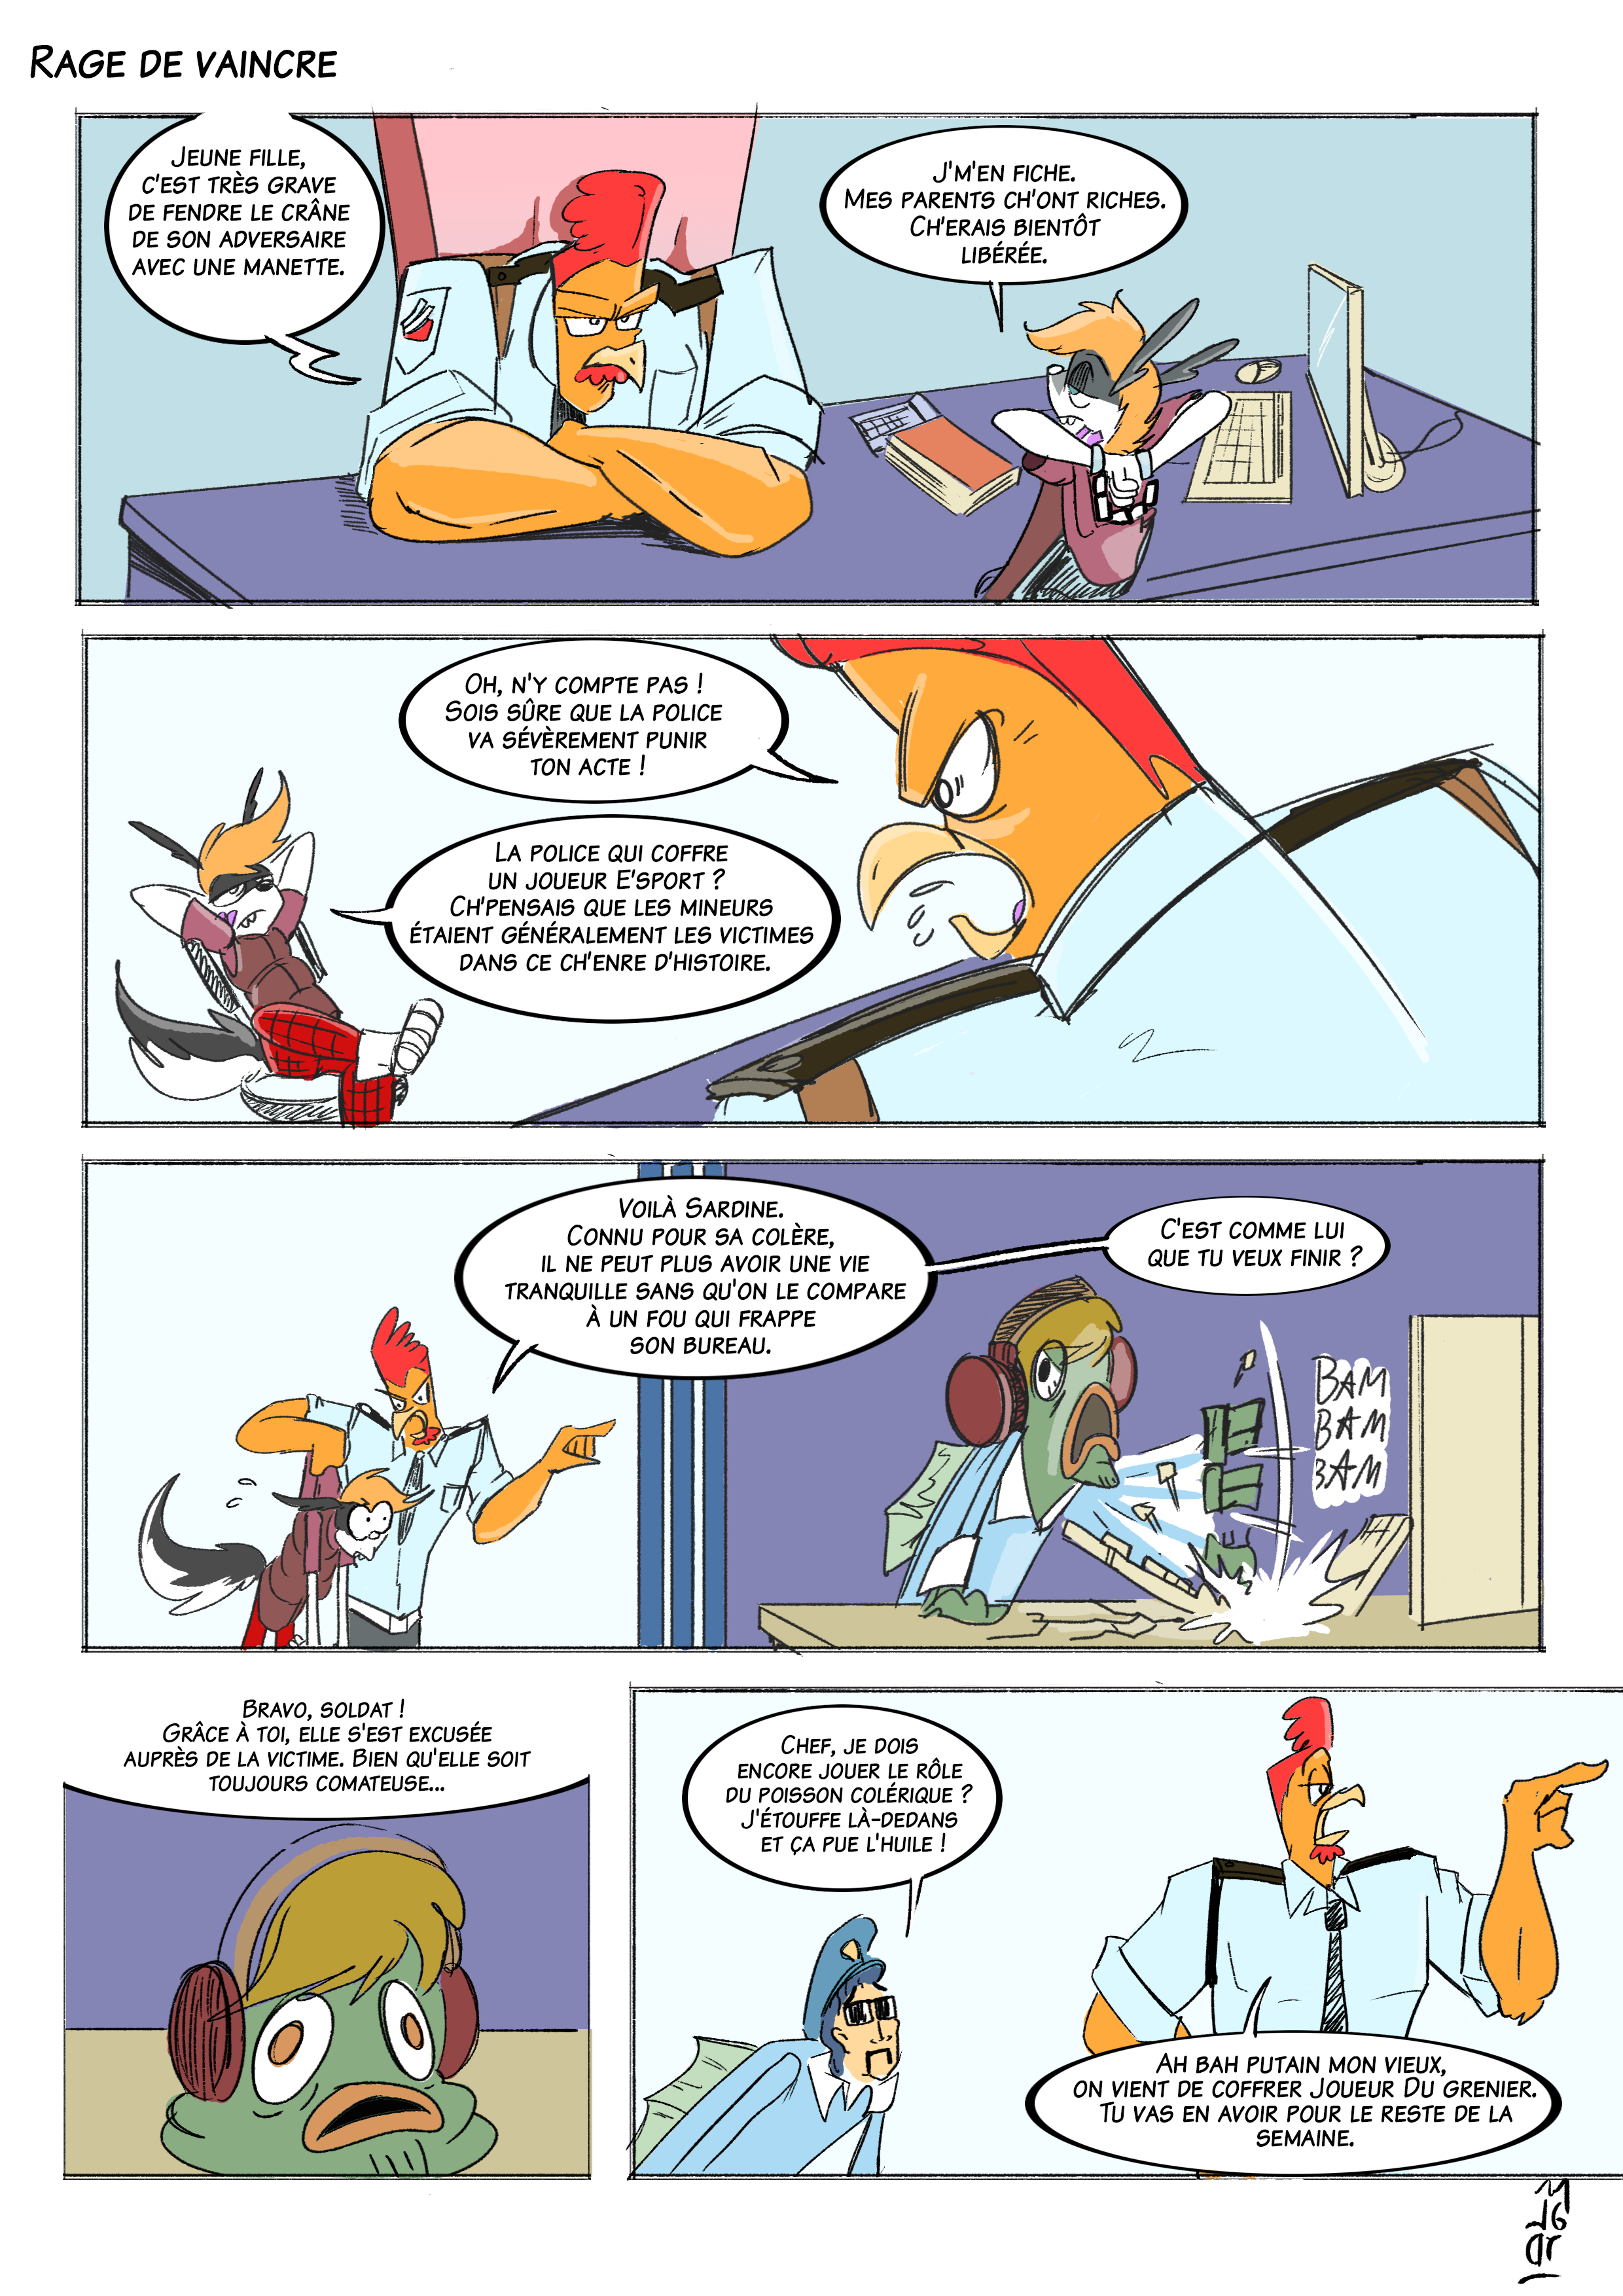 Rage de vaincre
Jeune fille,
c'est très grave
de fendre le crâne
de son adversaire
avec une manette.
J'm'en fiche.
Mes parents ch'ont riches.
Ch'erais bientôt
libérée.
Oh, n'y compte pas !
Sois sûre que la police
va sévèrement punir
ton acte !
La police qui coffre
un joueur E'sport ?
Ch'pensais que les mineurs
étaient généralement les victimes
dans ce ch'enre d'histoire.
Voilà Sardine.
Connu pour sa colère,
il ne peut plus avoir une vie
tranquille sans qu'on le compare
à un fou qui frappe
son bureau.
C'est comme lui
que tu veux finir ?
BAM
BAM
BAM
Bravo, soldat !
Grâce à toi, elle s'est excusée
auprès de la victime. Bien qu'elle soit
toujours comateuse...
Chef, je dois
encore jouer le rôle
du poisson colérique ?
J'étouffe là-dedans
et ça pue l'huile !
Ah bah putain mon vieux,
on vient de coffrer Joueur Du grenier.
Tu vas en avoir pour le reste de la
semaine.